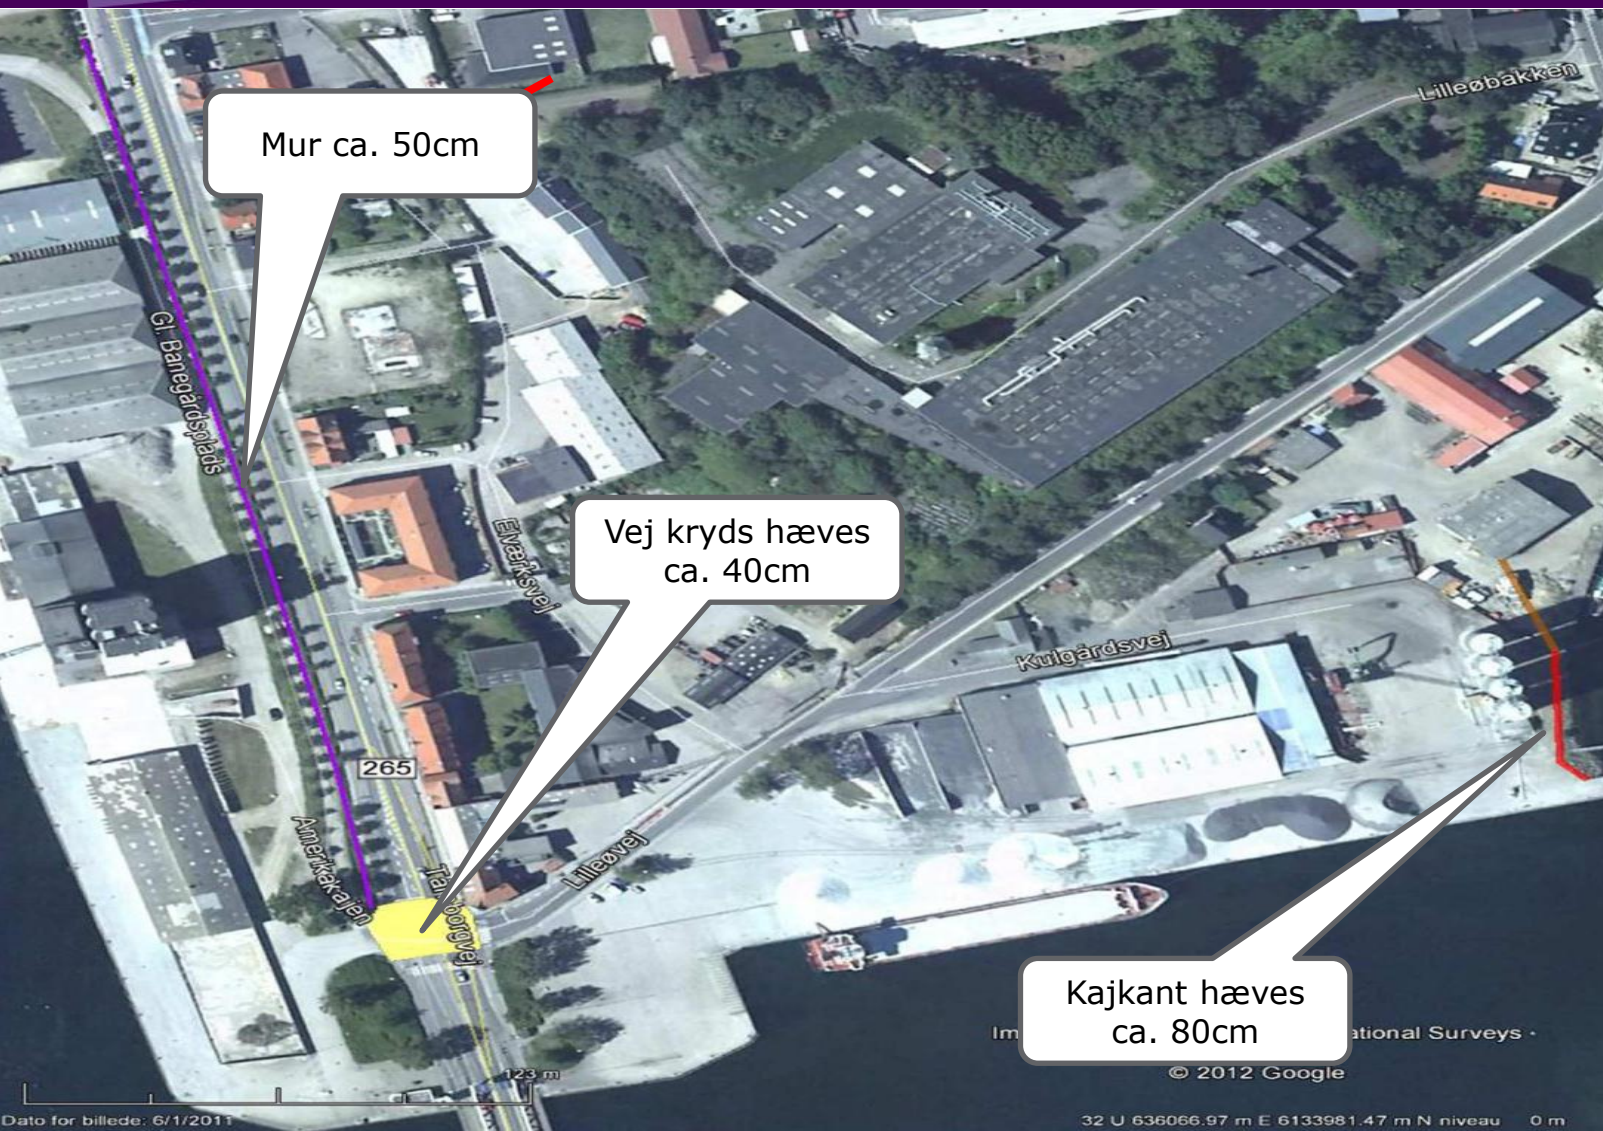 Lilleøbakken
Mur ca. 50cm
Gl. Banegårdsplads
Vej kryds hæves
ca. 40cm
Elværksvej
Kulgårdsvej
265
Amerikakajen
Lilleøvej
Kajkant hæves
ca. 80cm
ational Surveys
© 2012 Google
123 m
Dato for billede: 6/1/2011
32 U 636066.97 m E 6133981.47 m N niveau 0 m